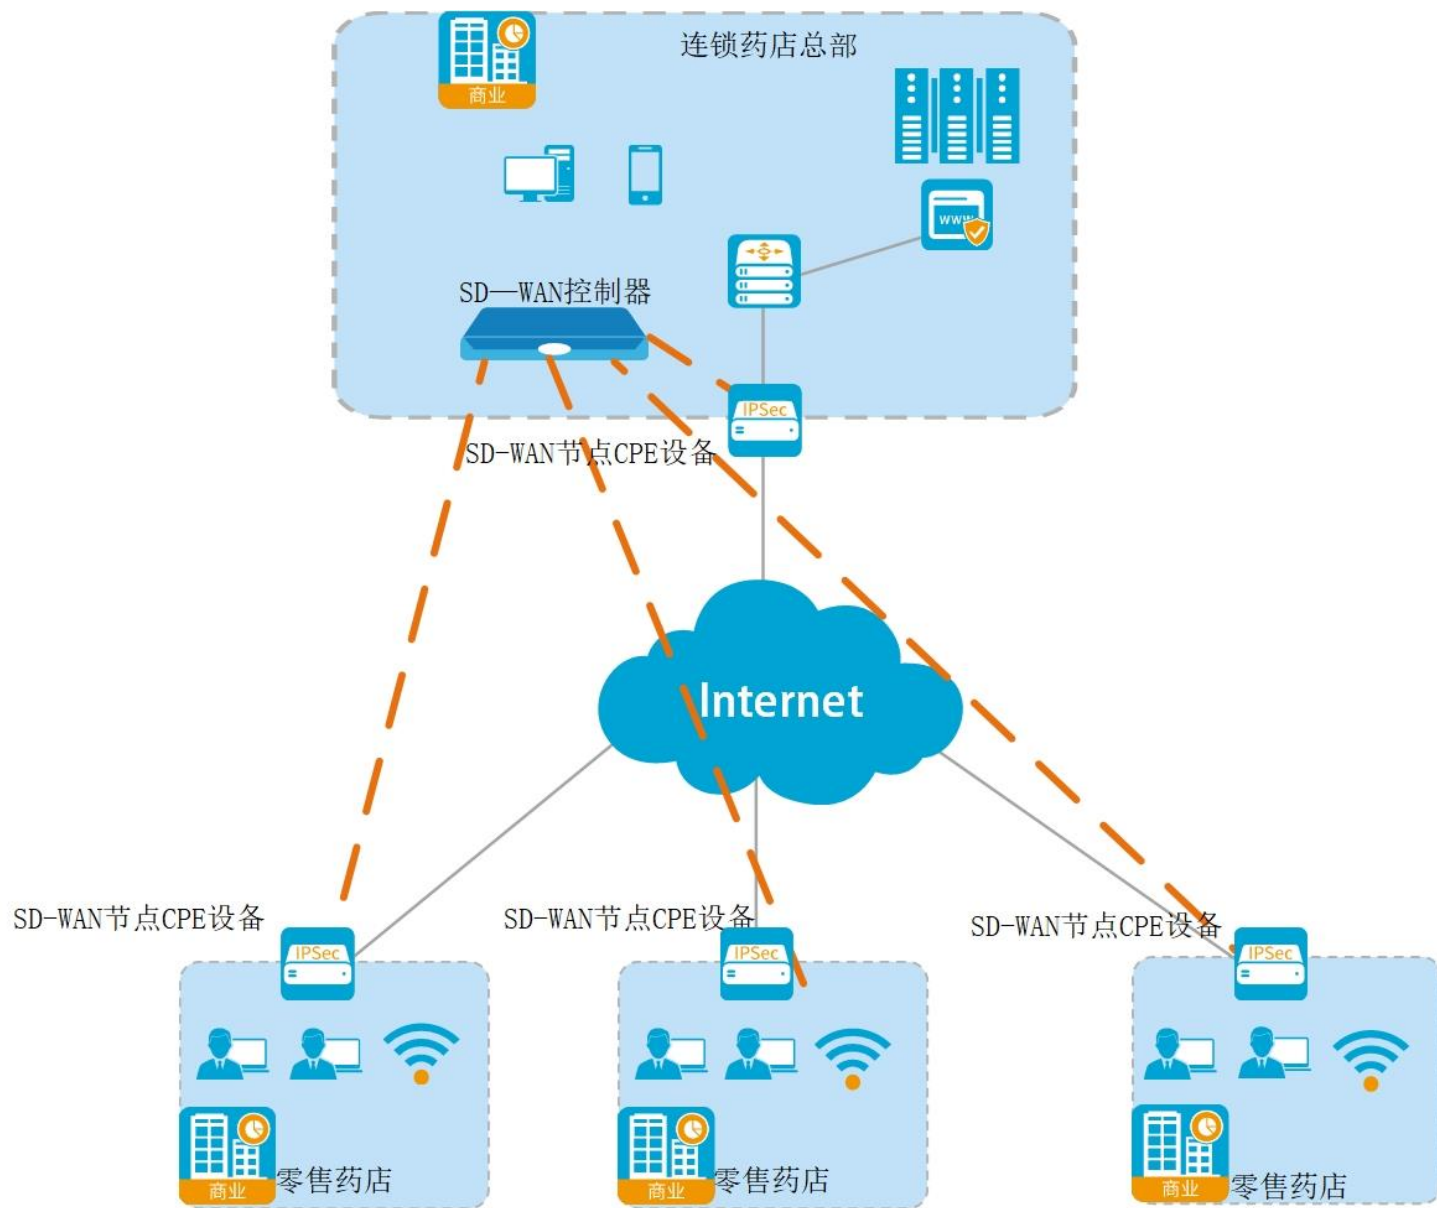 连锁药店总部
商业
WWW
SD—WAN控制器
IPSec
SD-WAN节点CPE设备
Internet
SD-WAN节点CPE设备
SD-WAN节点CPE设备
SD-WAN节点CPE设备
IPSec
IPSec
IPSec
商业
零售药店
商业
零售药店
商业
零售药店